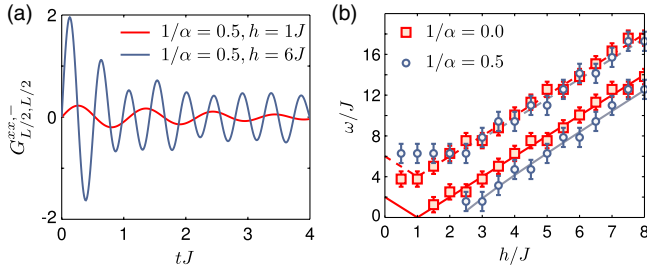 (a)
1/α = 0.5, h = 1J
1/α = 0.5, h = 6J
G^{xx,−}_{L/2,L/2}
2
0
-2
0 1 2 3 4
tJ
(b)
1/α = 0.0
1/α = 0.5
ω/J
16
12
8
4
0
0 1 2 3 4 5 6 7 8
h/J